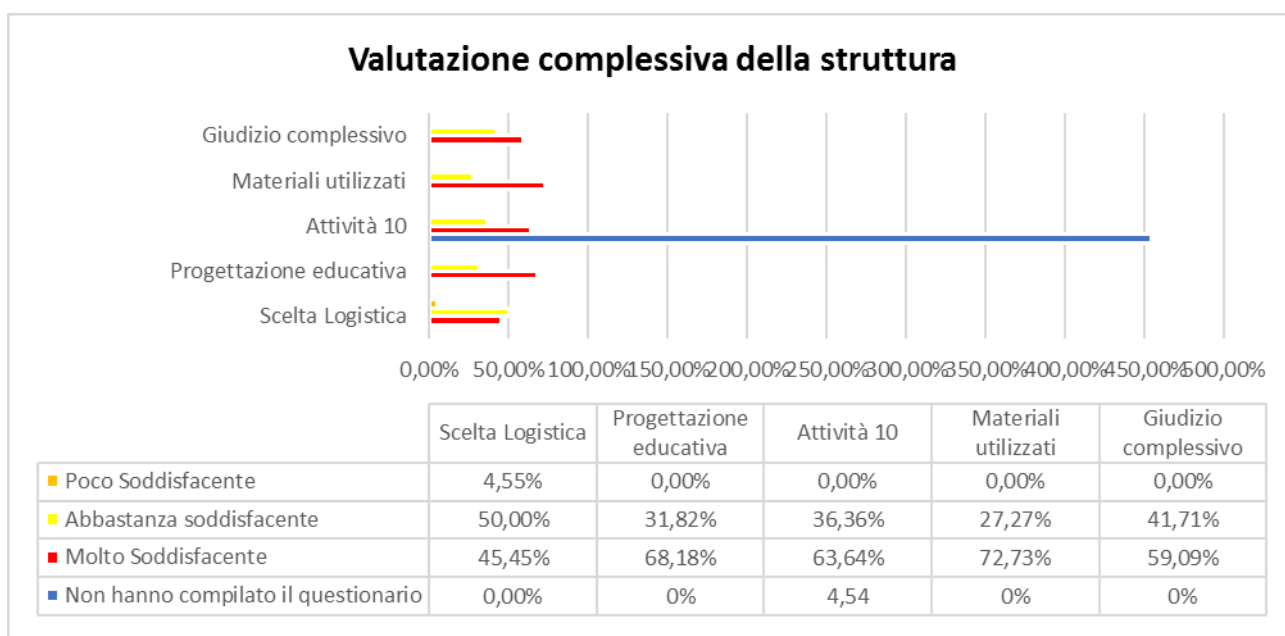 Valutazione complessiva della struttura
Giudizio complessivo
Materiali utilizzati
Attività 10
Progettazione educativa
Scelta Logistica
0,00% 50,00% 100,00% 150,00% 200,00% 250,00% 300,00% 350,00% 400,00% 450,00% 500,00%
Scelta Logistica Progettazione educativa Attività 10 Materiali utilizzati Giudizio complessivo
Poco Soddisfacente 4,55% 0,00% 0,00% 0,00% 0,00%
Abbastanza soddisfacente 50,00% 31,82% 36,36% 27,27% 41,71%
Molto Soddisfacente 45,45% 68,18% 63,64% 72,73% 59,09%
Non hanno compilato il questionario 0,00% 0% 4,54 0% 0%